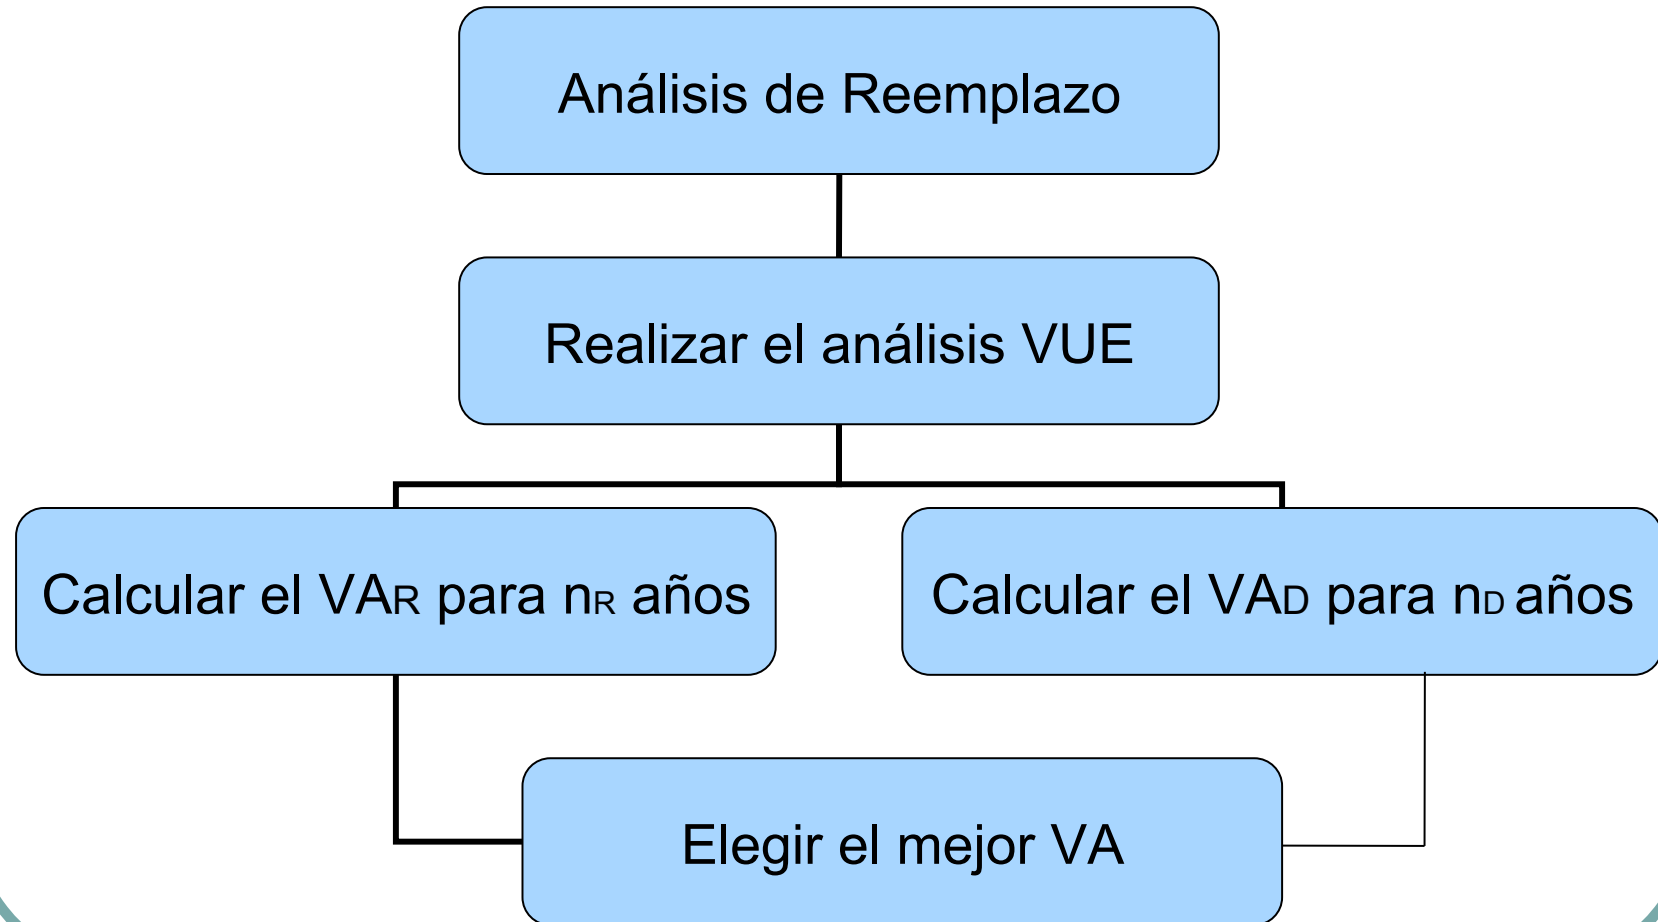 Análisis de Reemplazo
Realizar el análisis VUE
Calcular el VAR para nR años
Calcular el VAD para nD años
Elegir el mejor VA